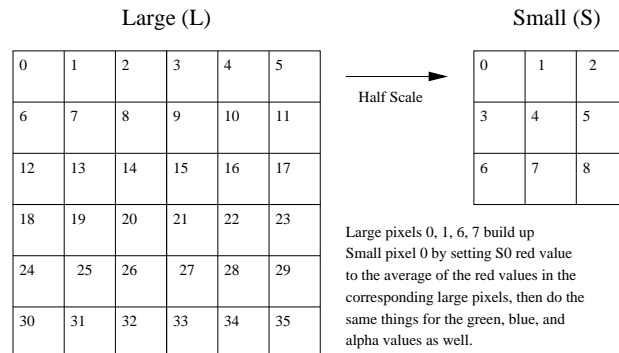 Large (L)
Small (S)
0 1 2 3 4 5
6 7 8 9 10 11
12 13 14 15 16 17
18 19 20 21 22 23
24 25 26 27 28 29
30 31 32 33 34 35
Half Scale
0 1 2
3 4 5
6 7 8
Large pixels 0, 1, 6, 7 build up
Small pixel 0 by setting S0 red value
to the average of the red values in the
corresponding large pixels, then do the
same things for the green, blue, and
alpha values as well.